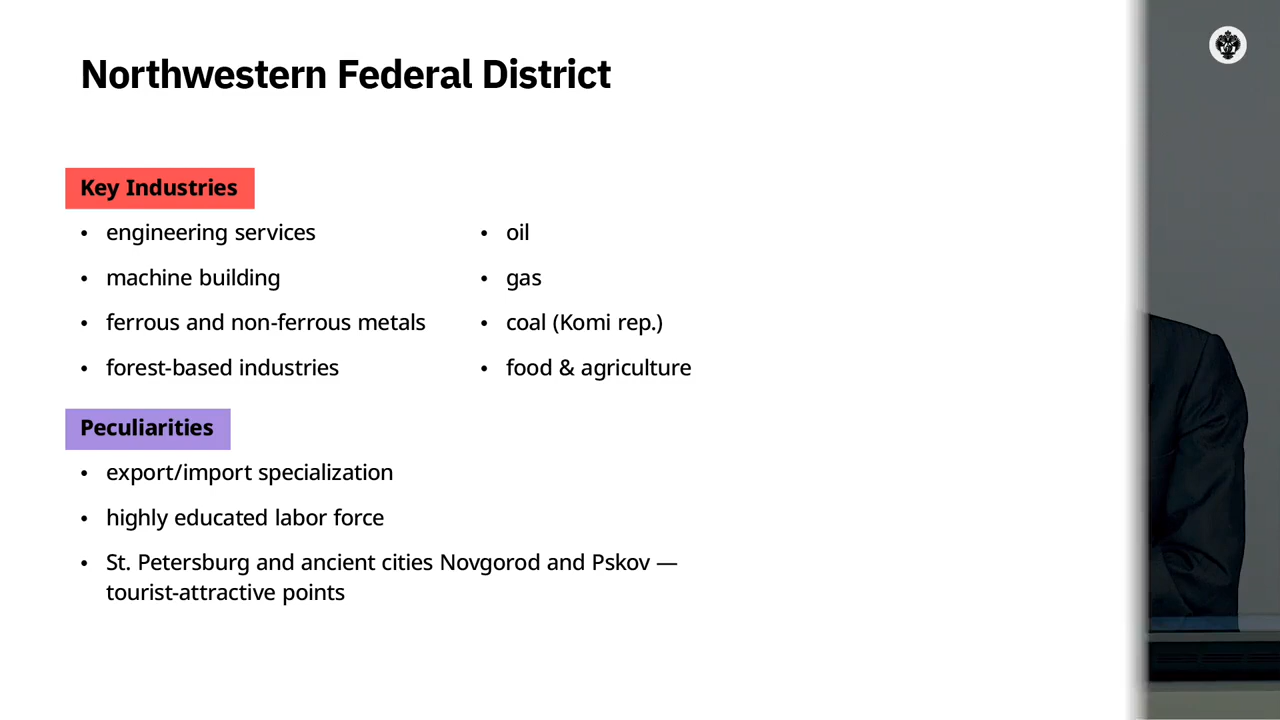 Northwestern Federal District
Key Industries
• engineering services
• machine building
• ferrous and non-ferrous metals
• forest-based industries
• oil
• gas
• coal (Komi rep.)
• food & agriculture
Peculiarities
• export/import specialization
• highly educated labor force
• St. Petersburg and ancient cities Novgorod and Pskov —
tourist-attractive points